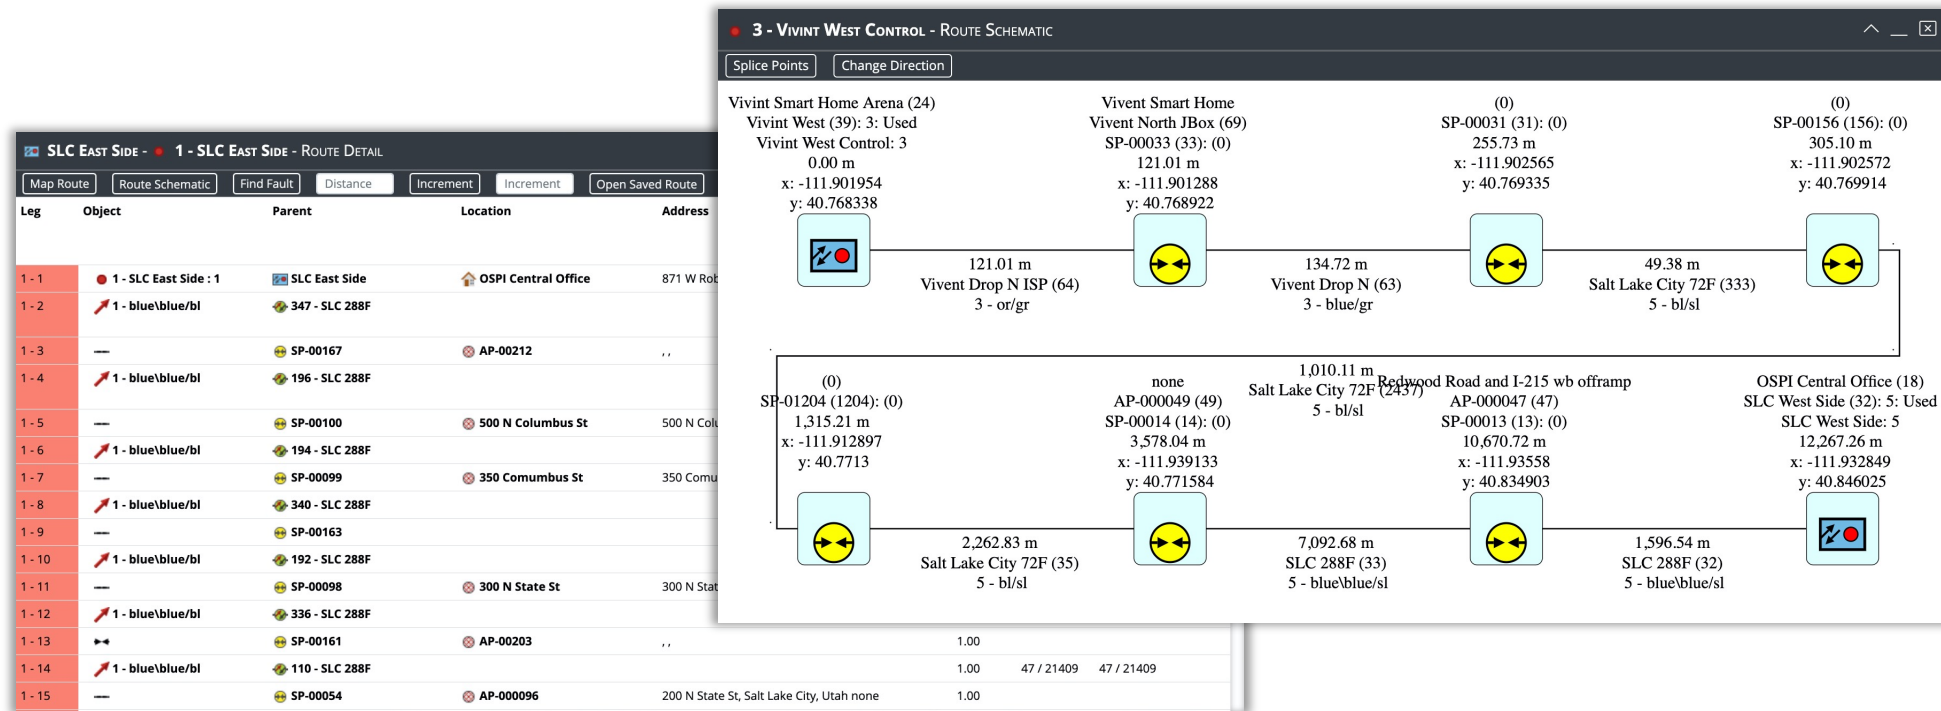 SLC East Side - 1 - SLC East Side - Route Detail
Map Route Route Schematic Find Fault Distance Increment Increment Open Saved Route
Leg Object Parent Location Address
1 - 1 1 - SLC East Side : 1 SLC East Side OSPI Central Office 871 W Rob
1 - 2 1 - blue\blue/bl 347 - SLC 288F
1 - 3 SP-00167 AP-00212 , ,
1 - 4 1 - blue\blue/bl 196 - SLC 288F
1 - 5 SP-00100 500 N Columbus St 500 N Colu
1 - 6 1 - blue\blue/bl 194 - SLC 288F
1 - 7 SP-00099 350 Comumbus St 350 Comu
1 - 8 1 - blue\blue/bl 340 - SLC 288F
1 - 9 SP-00163
1 - 10 1 - blue\blue/bl 192 - SLC 288F
1 - 11 SP-00098 300 N State St 300 N Stat
1 - 12 1 - blue\blue/bl 336 - SLC 288F
1 - 13 SP-00161 AP-00203 , , 1.00
1 - 14 1 - blue\blue/bl 110 - SLC 288F 1.00 47 / 21409 47 / 21409
1 - 15 SP-00054 AP-000096 200 N State St, Salt Lake City, Utah none 1.00
3 - Vivint West Control - Route Schematic
Splice Points Change Direction
Vivint Smart Home Arena (24)
Vivint West (39): 3: Used
Vivint West Control: 3
0.00 m
x: -111.901954
y: 40.768338
121.01 m
Vivent Drop N ISP (64)
3 - or/gr
Vivent Smart Home
Vivent North JBox (69)
SP-00033 (33): (0)
121.01 m
x: -111.901288
y: 40.768922
134.72 m
Vivent Drop N (63)
3 - blue/gr
(0)
SP-00031 (31): (0)
255.73 m
x: -111.902565
y: 40.769335
49.38 m
Salt Lake City 72F (333)
5 - bl/sl
(0)
SP-00156 (156): (0)
305.10 m
x: -111.902572
y: 40.769914
1,010.11 m
Salt Lake City 72F (2437)
5 - bl/sl
(0)
SP-01204 (1204): (0)
1,315.21 m
x: -111.912897
y: 40.7713
2,262.83 m
Salt Lake City 72F (35)
5 - bl/sl
none
AP-000049 (49)
SP-00014 (14): (0)
3,578.04 m
x: -111.939133
y: 40.771584
7,092.68 m
SLC 288F (33)
5 - blue\blue/sl
Redwood Road and I-215 wb offramp
AP-000047 (47)
SP-00013 (13): (0)
10,670.72 m
x: -111.93558
y: 40.834903
1,596.54 m
SLC 288F (32)
5 - blue\blue/sl
OSPI Central Office (18)
SLC West Side (32): 5: Used
SLC West Side: 5
12,267.26 m
x: -111.932849
y: 40.846025